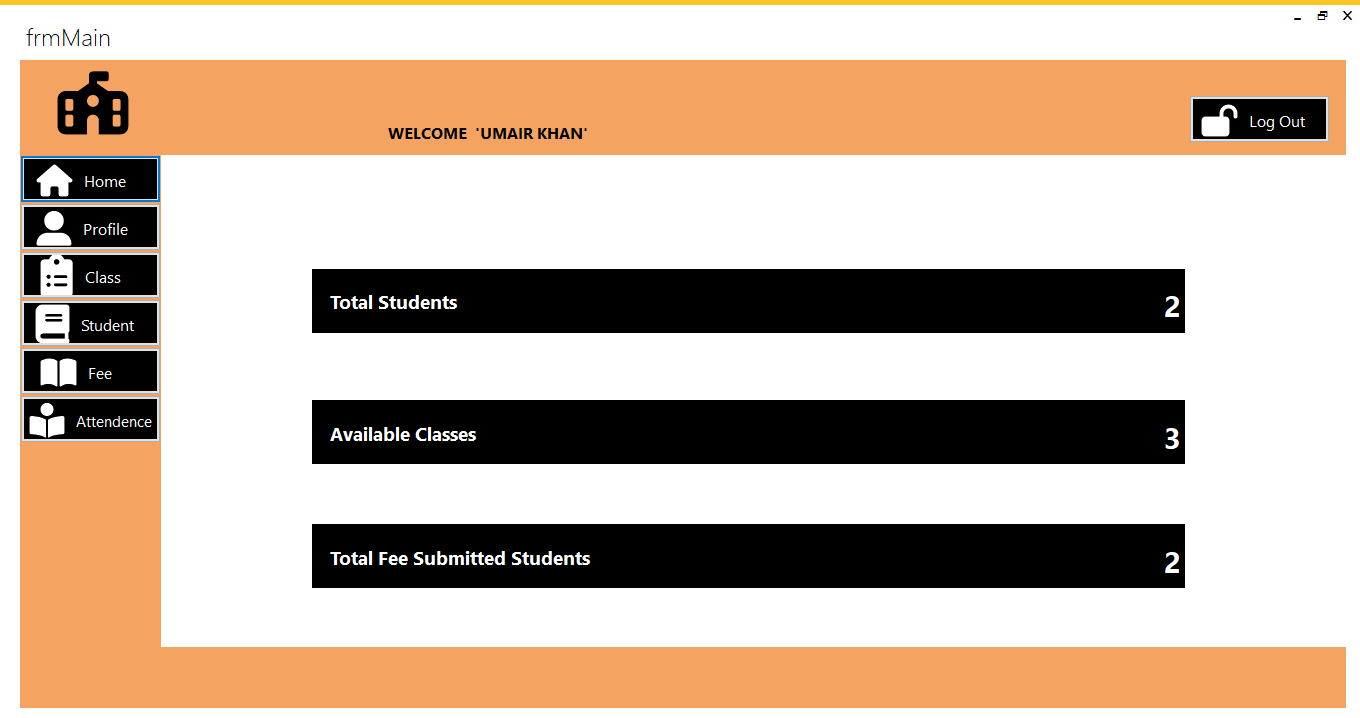 frmMain
WELCOME 'UMAIR KHAN'
Log Out
Home
Profile
Class
Student
Fee
Attendence
Total Students 2
Available Classes 3
Total Fee Submitted Students 2